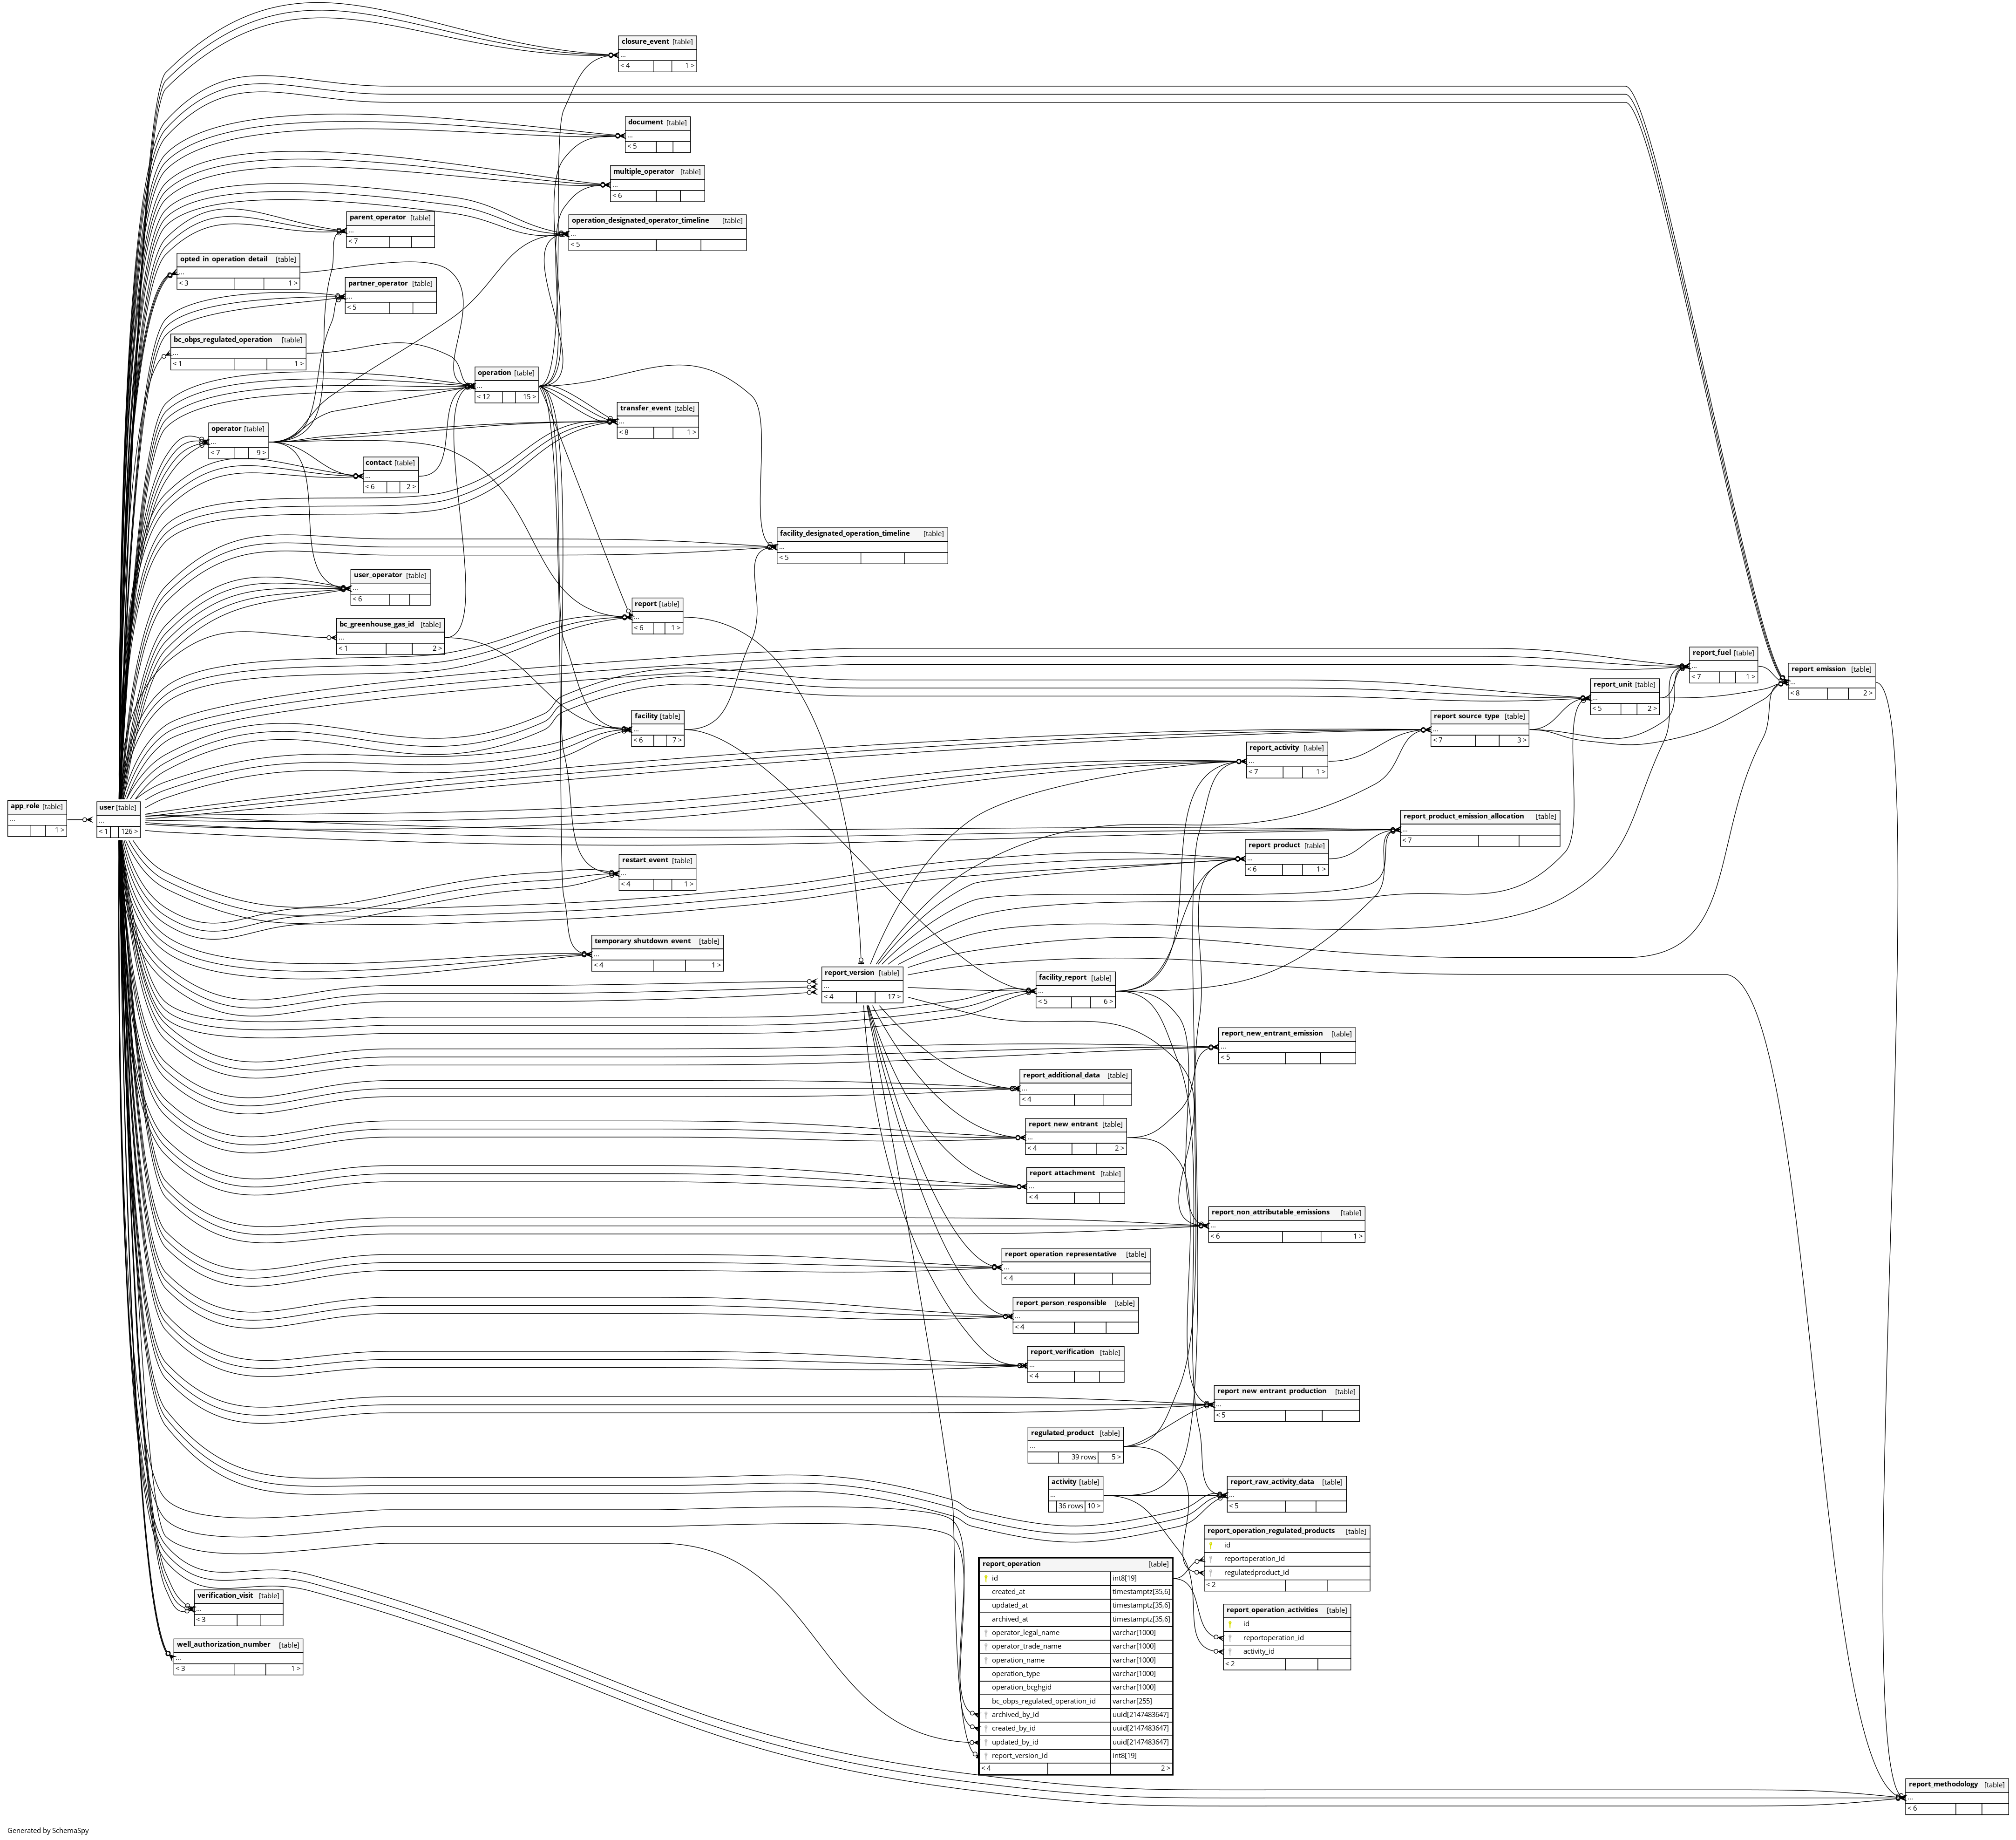 closure_event [table]
...
< 4 1 >
document [table]
...
< 5
multiple_operator [table]
...
< 6
parent_operator [table]
...
< 7
operation_designated_operator_timeline [table]
...
< 5
opted_in_operation_detail [table]
...
< 3 1 >
partner_operator [table]
...
< 5
bc_obps_regulated_operation [table]
...
< 1 1 >
operation [table]
...
< 12 15 >
transfer_event [table]
...
< 8 1 >
operator [table]
...
< 7 9 >
contact [table]
...
< 6 2 >
facility_designated_operation_timeline [table]
...
< 5
user_operator [table]
...
< 6
report [table]
...
< 6 1 >
bc_greenhouse_gas_id [table]
...
< 1 2 >
report_fuel [table]
...
< 7 1 >
report_emission [table]
...
< 8 2 >
report_unit [table]
...
< 5 2 >
facility [table]
...
< 6 7 >
report_source_type [table]
...
< 7 3 >
report_activity [table]
...
< 7 1 >
app_role [table]
...
1 >
user [table]
...
< 1 126 >
report_product_emission_allocation [table]
...
< 7
report_product [table]
...
< 6 1 >
restart_event [table]
...
< 4 1 >
temporary_shutdown_event [table]
...
< 4 1 >
report_version [table]
...
< 4 17 >
facility_report [table]
...
< 5 6 >
report_new_entrant_emission [table]
...
< 5
report_additional_data [table]
...
< 4
report_new_entrant [table]
...
< 4 2 >
report_attachment [table]
...
< 4
report_non_attributable_emissions [table]
...
< 6 1 >
report_operation_representative [table]
...
< 4
report_person_responsible [table]
...
< 4
report_verification [table]
...
< 4
report_new_entrant_production [table]
...
< 5
regulated_product [table]
...
39 rows 5 >
activity [table]
...
36 rows 10 >
report_raw_activity_data [table]
...
< 5
report_operation_regulated_products [table]
id
reportoperation_id
regulatedproduct_id
< 2
report_operation [table]
id int8[19]
created_at timestamptz[35,6]
updated_at timestamptz[35,6]
archived_at timestamptz[35,6]
operator_legal_name varchar[1000]
operator_trade_name varchar[1000]
operation_name varchar[1000]
operation_type varchar[1000]
operation_bcghgid varchar[1000]
bc_obps_regulated_operation_id varchar[255]
archived_by_id uuid[2147483647]
created_by_id uuid[2147483647]
updated_by_id uuid[2147483647]
report_version_id int8[19]
< 4 2 >
report_operation_activities [table]
id
reportoperation_id
activity_id
< 2
verification_visit [table]
...
< 3
well_authorization_number [table]
...
< 3 1 >
report_methodology [table]
...
< 6
Generated by SchemaSpy